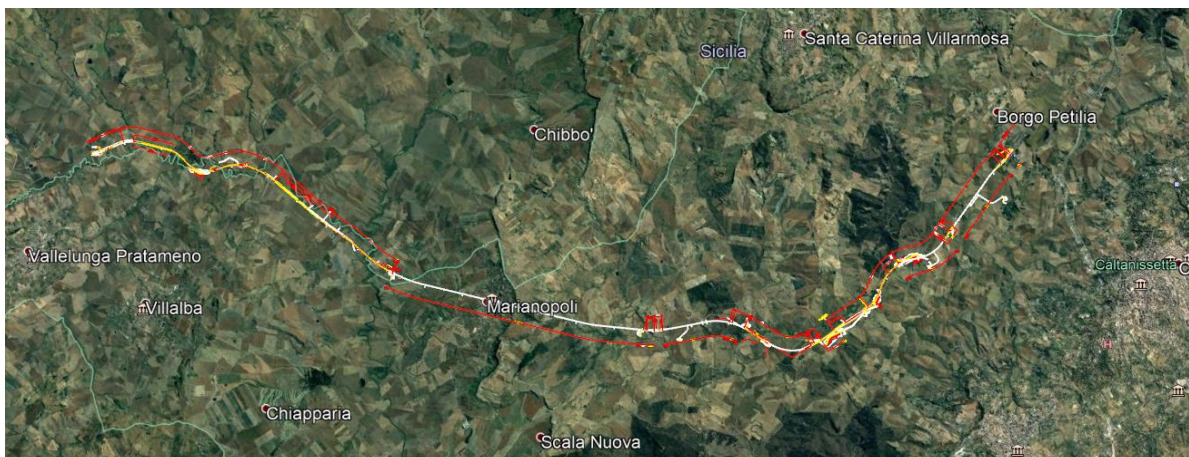 Santa Caterina Villarmosa
Sicilia
Borgo Petilia
Chibbo'
Vallelunga Pratameno
Caltanissetta
C
Villalba
Marianopoli
H
Chiapparia
Scala Nuova